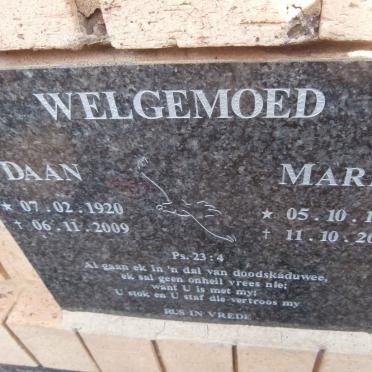 WELGEMOED
DAAN MAR
★ 07.02.1920 ★ 05.10.1
✝ 06.11.2009 ✝ 11.10.20
Ps.23:4
Al gaan ek in 'n dal van doodskaduwee,
ek sal geen onheil vrees nie;
want U is met my:
U stok en U staf die vertroos my
RUS IN VREDE